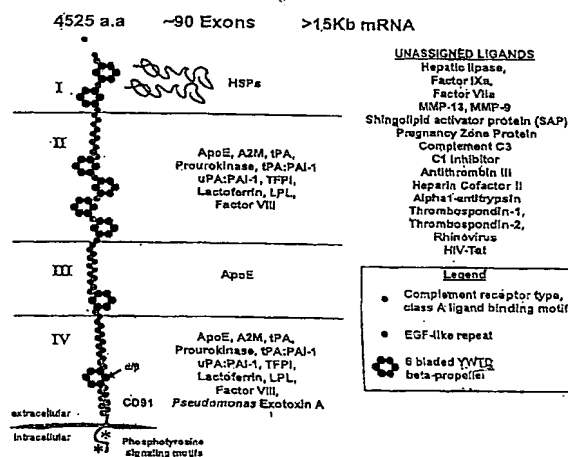 4525 a.a ~90 Exons >15Kb mRNA
I
HSPs
II
ApoE, A2M, tPA,
Prourokinase, tPA:PAI-1
uPA:PAI-1, TFPI,
Lactoferrin, LPL,
Factor VIII
III
ApoE
IV
ApoE, A2M, tPA,
Prourokinase, tPA:PAI-1
uPA:PAI-1, TFPI,
Lactoferrin, LPL,
Factor VIII,
Pseudomonas Exotoxin A
α/β
CD91
extracellular
intracellular
Phosphotyrosine
signaling motifs
UNASSIGNED LIGANDS
Hepatic lipase,
Factor IXa,
Factor VIIa
MMP-13, MMP-9
Shingolipid activator protein (SAP)
Pregnancy Zone Protein
Complement C3
C1 Inhibitor
Antithrombin III
Heparin Cofactor II
Alpha1-antitrypsin
Thrombospondin-1,
Thrombospondin-2,
Rhinovirus
HIV-Tat
Legend
Complement receptor type,
class A ligand binding motif
EGF-like repeat
6 bladed YWTD
beta-propeller